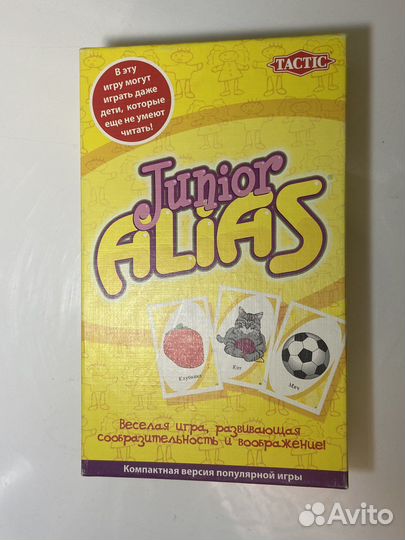 В эту
игру могут
играть даже
дети, которые
еще не умеют
читать!
TACTIC
Junior
ALIAS
Клубника
Кот
Мяч
Веселая игра, развивающая
сообразительность и воображение!
Компактная версия популярной игры
Avito